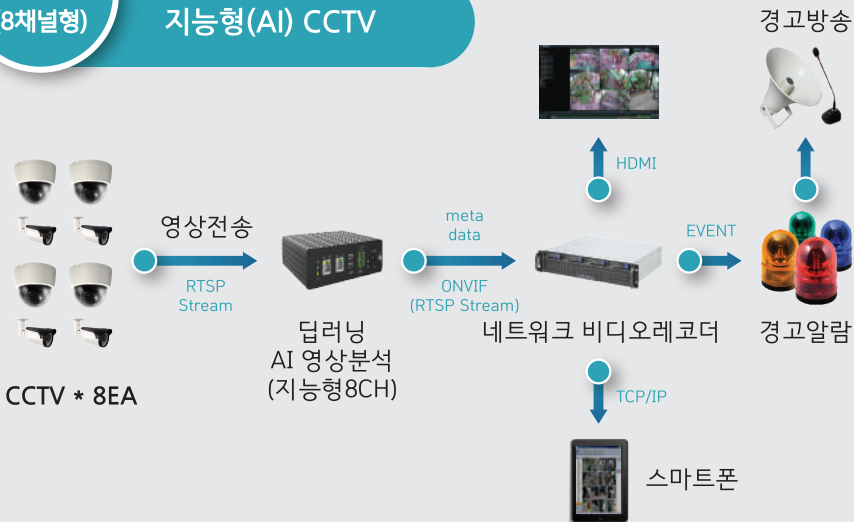 (8채널형)
지능형(AI) CCTV
경고방송
HDMI
영상전송
RTSP
Stream
meta
data
ONVIF
(RTSP Stream)
EVENT
딥러닝
AI 영상분석
(지능형8CH)
네트워크 비디오레코더
경고알람
CCTV * 8EA
TCP/IP
스마트폰